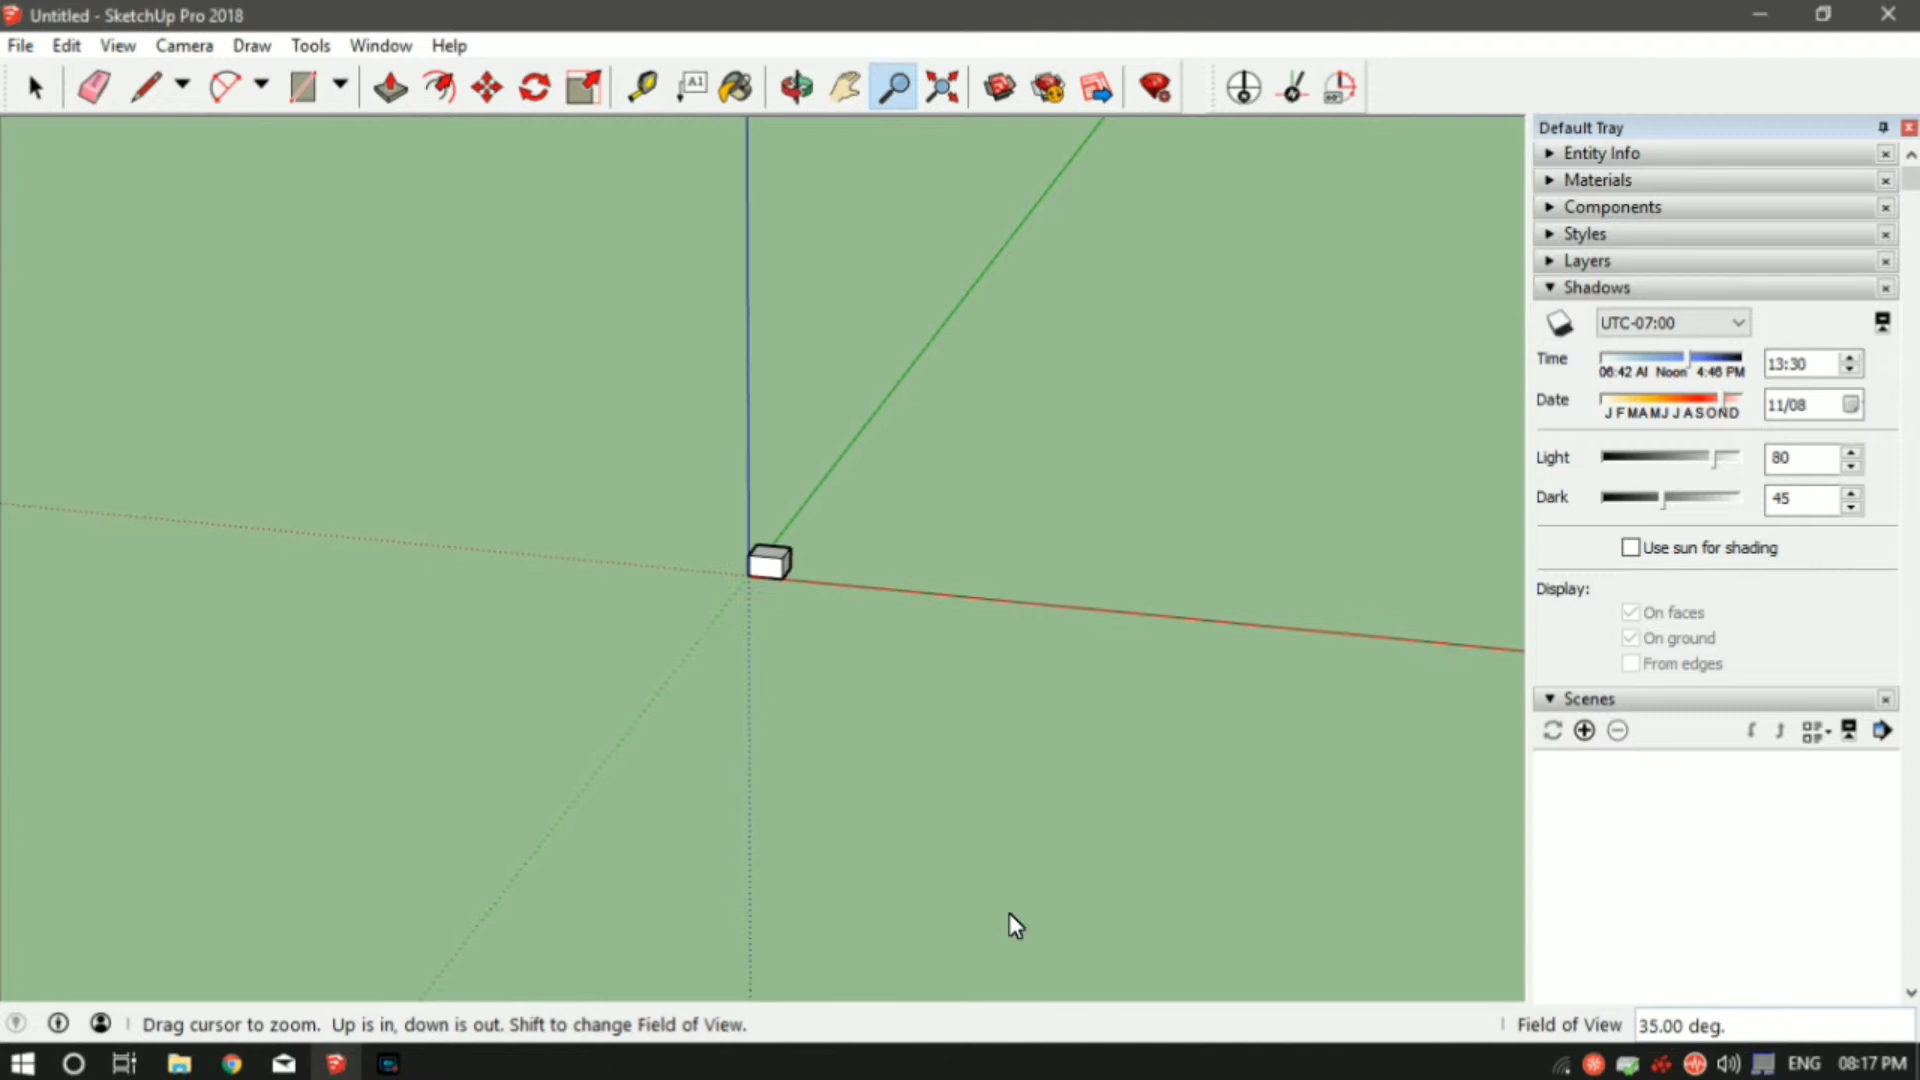 Untitled - SketchUp Pro 2018
File Edit View Camera Draw Tools Window Help
A1
Default Tray
Entity Info
Materials
Components
Styles
Layers
Shadows
UTC-07:00
Time 06:42 AI Noon 4:46 PM 13:30
Date J F M A M J J A S O N D 11/08
Light 80
Dark 45
Use sun for shading
Display:
On faces
On ground
From edges
Scenes
Drag cursor to zoom. Up is in, down is out. Shift to change Field of View.
Field of View 35.00 deg.
ENG 08:17 PM